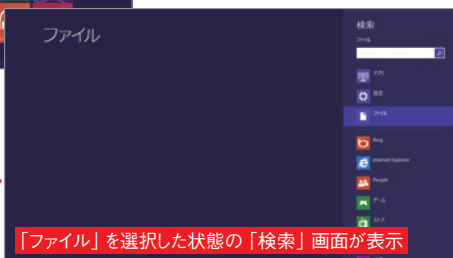 ファイル
検索
ファイル
アプリ
設定
ファイル
Bing
Internet Explorer
People
ゲーム
ストア
「ファイル」を選択した状態の「検索」画面が表示